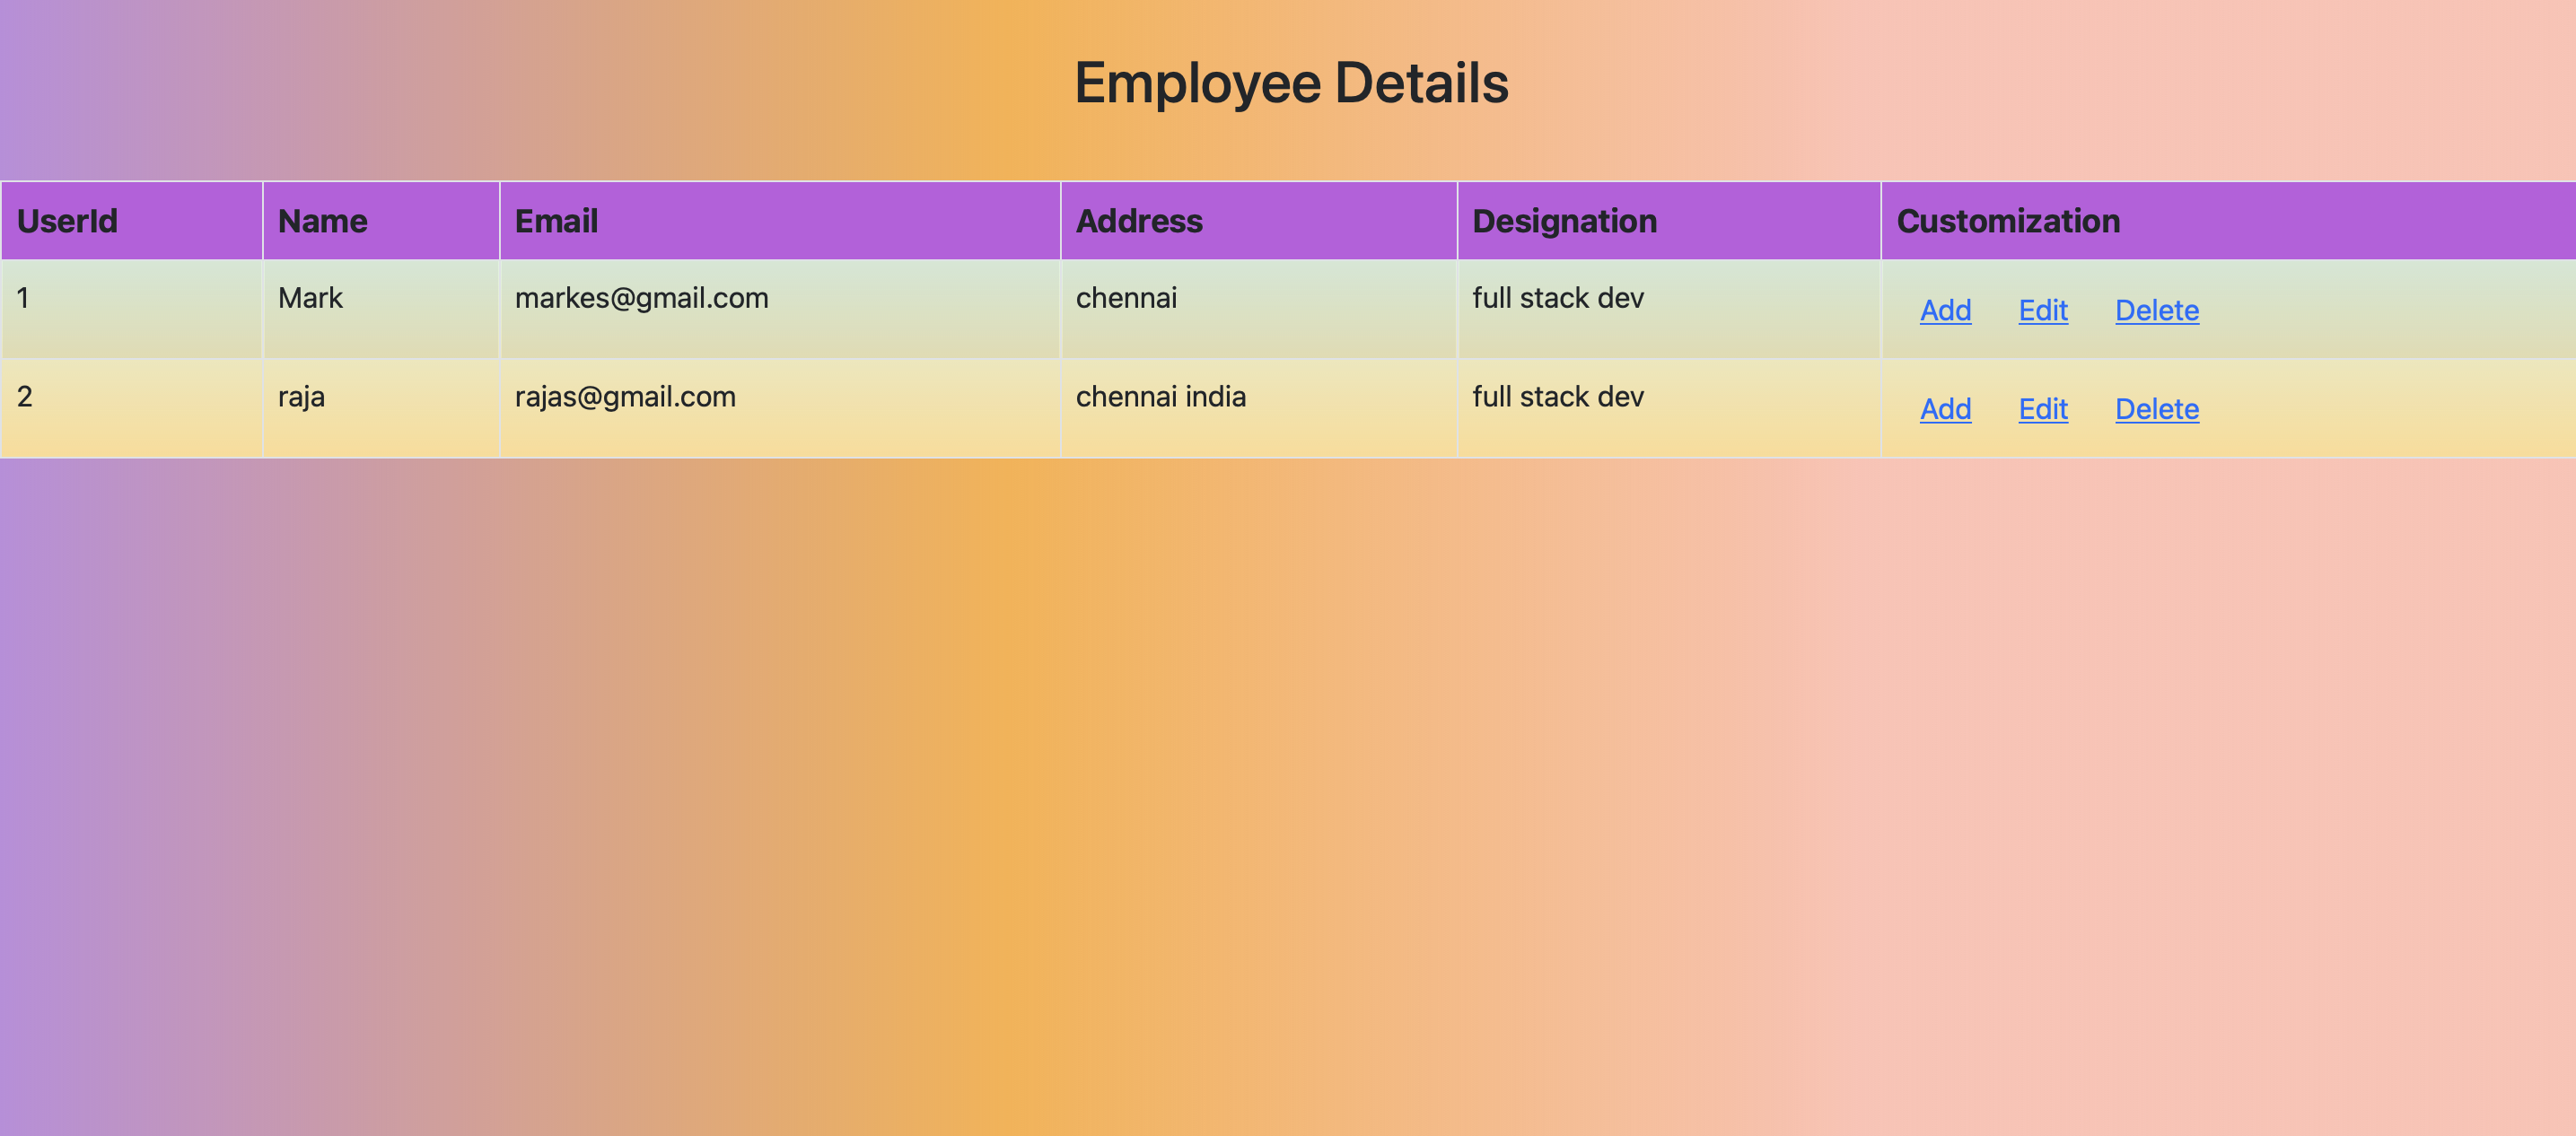 Employee Details
UserId Name Email Address Designation Customization
1 Mark markes@gmail.com chennai full stack dev Add Edit Delete
2 raja rajas@gmail.com chennai india full stack dev Add Edit Delete